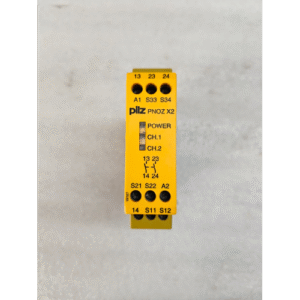 13 23 24
A1 S33 S34
pilz PNOZ X2
POWER
CH.1
CH.2
13 23
14 24
S21 S22 A2
14 S11 S12